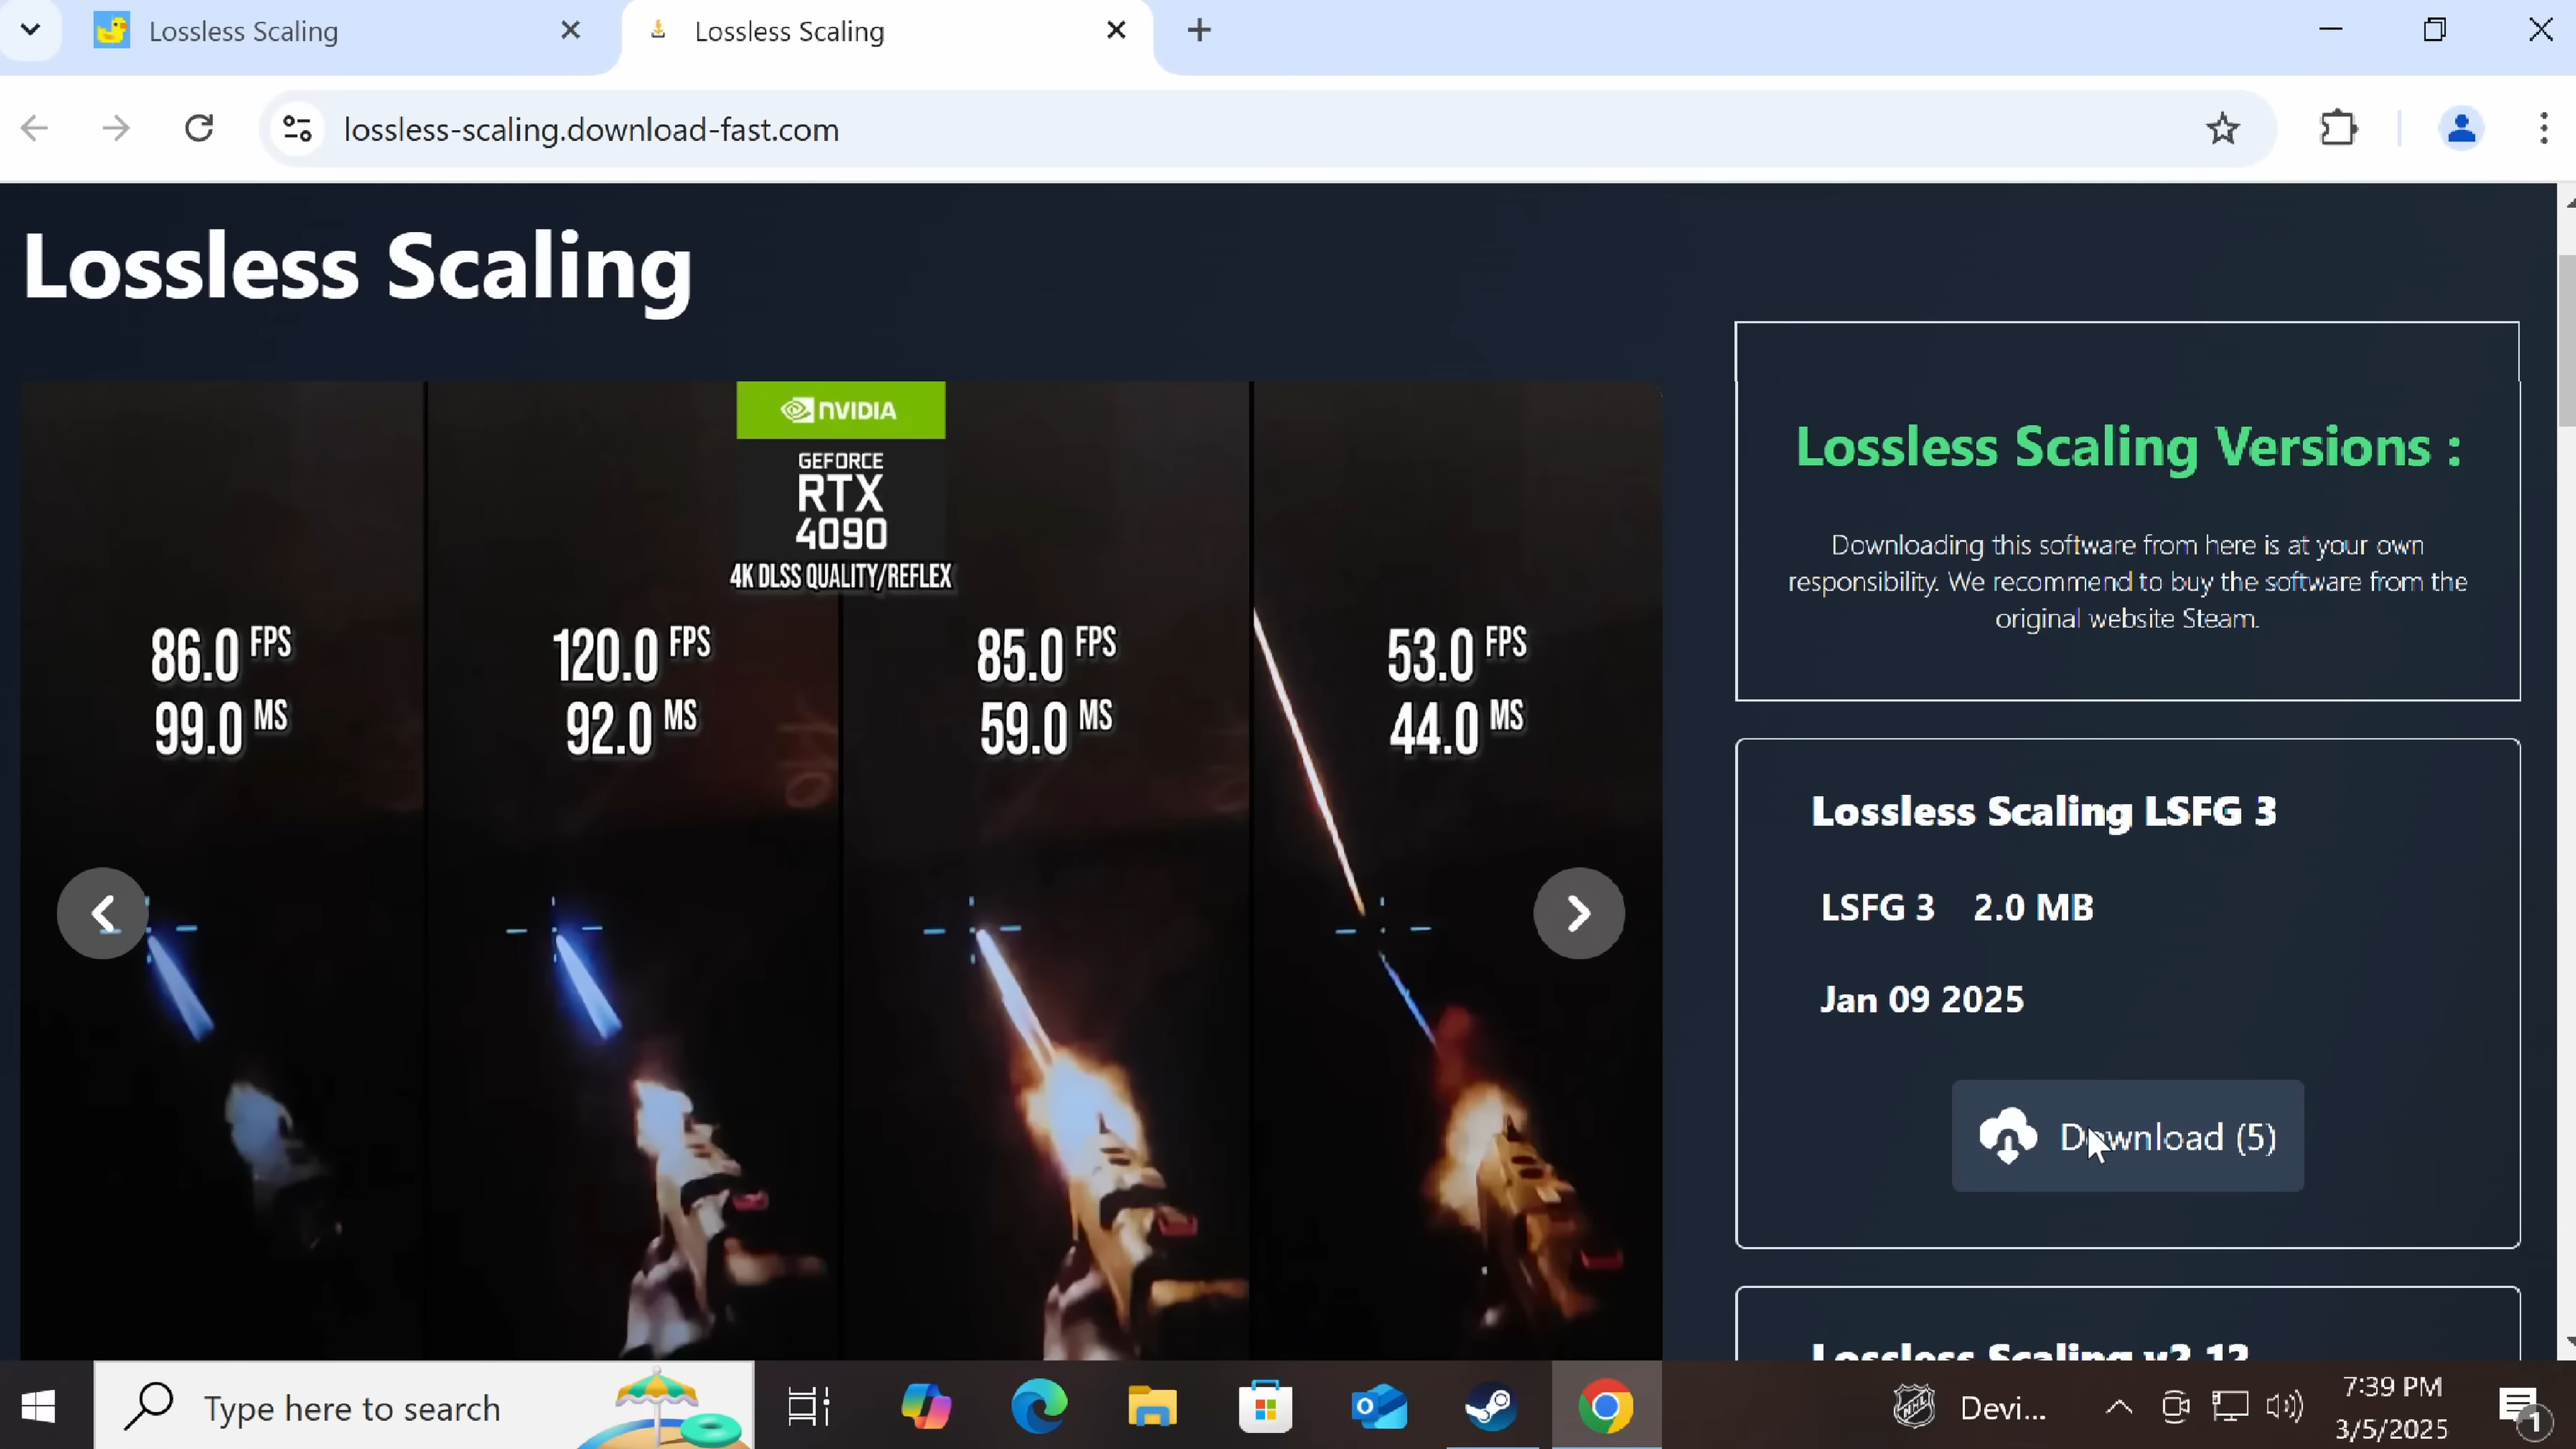 Lossless Scaling
Lossless Scaling
lossless-scaling.download-fast.com
Lossless Scaling
NVIDIA
GEFORCE
RTX
4090
4K DLSS QUALITY/REFLEX
86.0 FPS
99.0 MS
120.0 FPS
92.0 MS
85.0 FPS
59.0 MS
53.0 FPS
44.0 MS
Lossless Scaling Versions :
Downloading this software from here is at your own
responsibility. We recommend to buy the software from the
original website Steam.
Lossless Scaling LSFG 3
LSFG 3 2.0 MB
Jan 09 2025
Download (5)
Lossless Scaling
Type here to search
NHL
Devi...
7:39 PM
3/5/2025
1